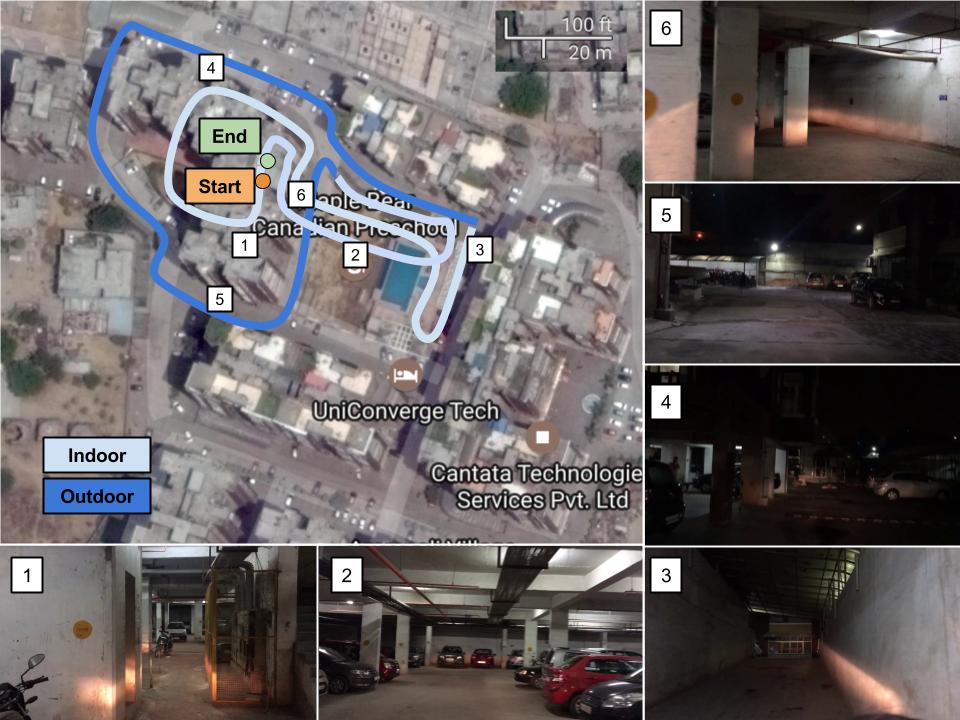 100 ft
20 m
4
End
Start
6
aple Bear
Canadian Preschool
1
2
3
5
UniConverge Tech
Cantata Technologie
Services Pvt. Ltd
Indoor
Outdoor
6
5
4
1
2
3